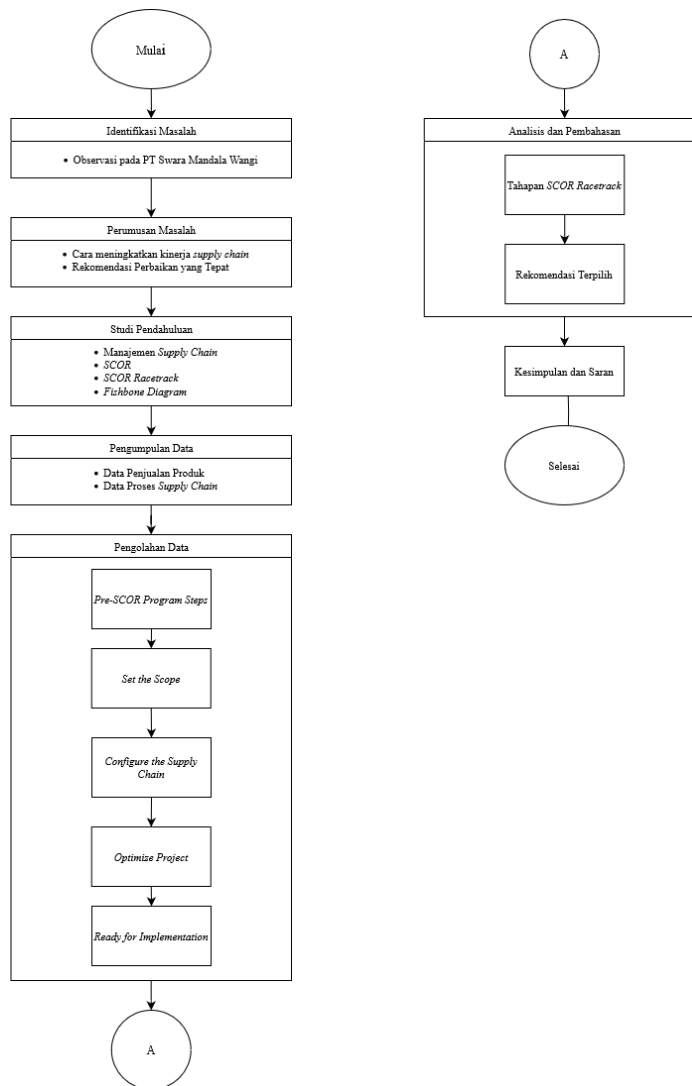 Mulai
Identifikasi Masalah
• Observasi pada PT Swara Mandala Wangi
Perumusan Masalah
• Cara meningkatkan kinerja supply chain
• Rekomendasi Perbaikan yang Tepat
Studi Pendahuluan
• Manajemen Supply Chain
• SCOR
• SCOR Racetrack
• Fishbone Diagram
Pengumpulan Data
• Data Penjualan Produk
• Data Proses Supply Chain
Pengolahan Data
Pre-SCOR Program Steps
Set the Scope
Configure the Supply
Chain
Optimize Project
Ready for Implementation
A
A
Analisis dan Pembahasan
Tahapan SCOR Racetrack
Rekomendasi Terpilih
Kesimpulan dan Saran
Selesai